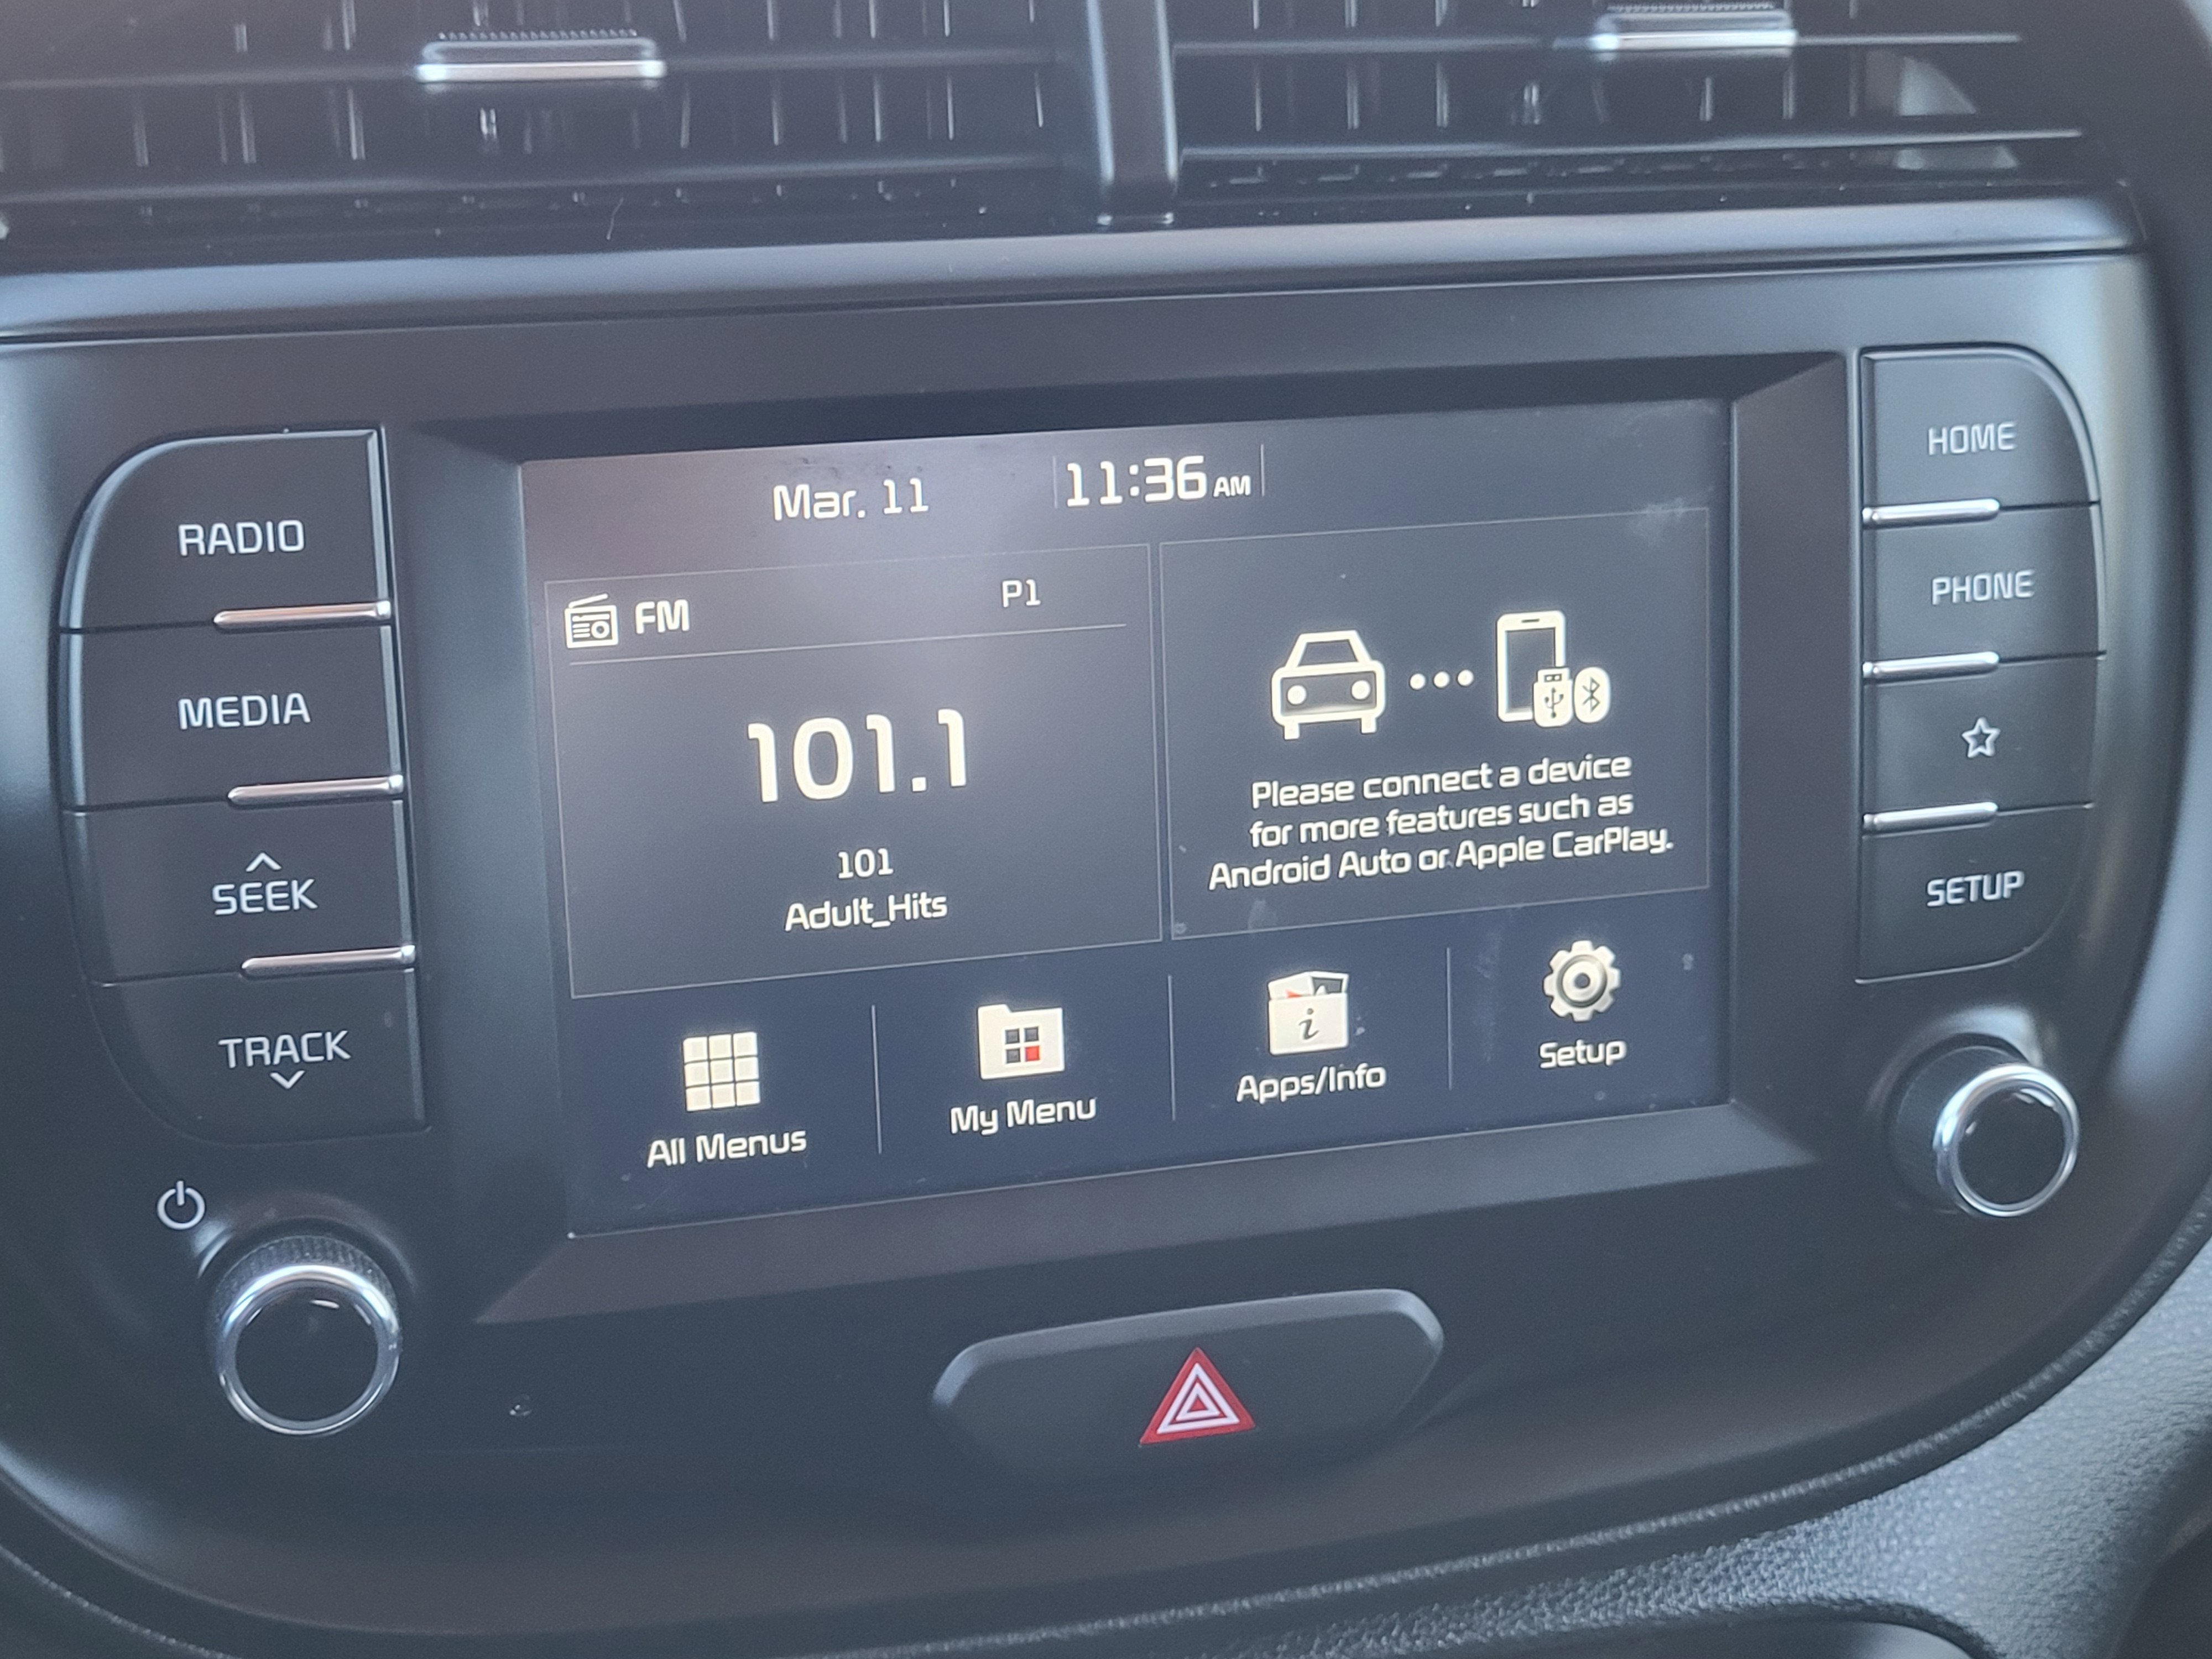 RADIO
MEDIA
SEEK
TRACK
Mar. 11
11:36 AM
FM
P1
101.1
101
Adult_Hits
Please connect a device
for more features such as
Android Auto or Apple CarPlay.
All Menus
My Menu
i
Apps/Info
Setup
HOME
PHONE
SETUP